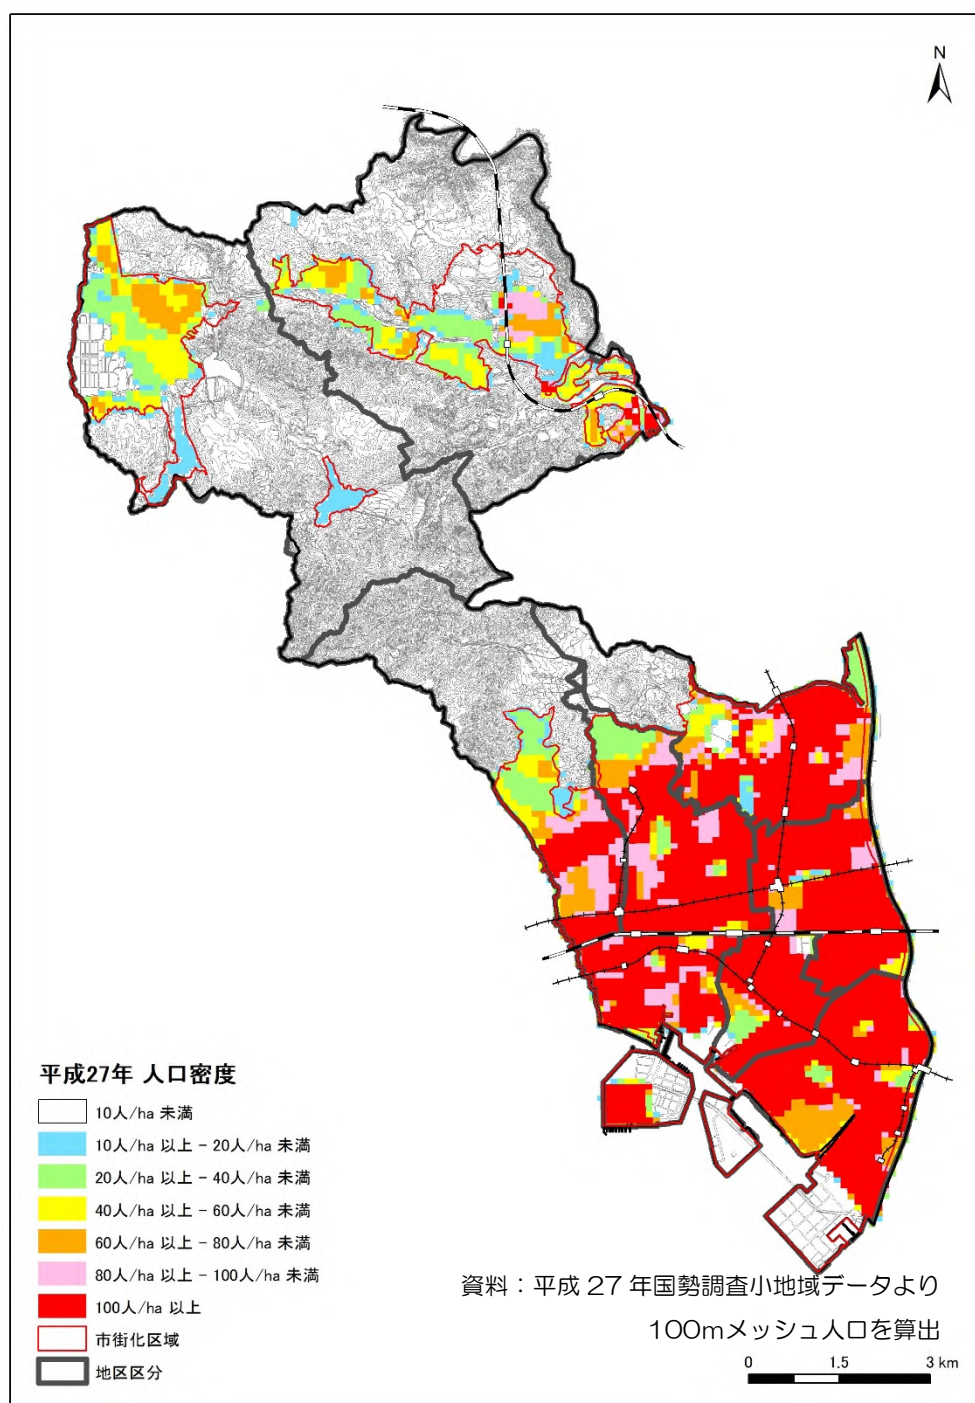 N
平成27年 人口密度
10人/ha 未満
10人/ha 以上 - 20人/ha 未満
20人/ha 以上 - 40人/ha 未満
40人/ha 以上 - 60人/ha 未満
60人/ha 以上 - 80人/ha 未満
80人/ha 以上 - 100人/ha 未満
100人/ha 以上
市街化区域
地区区分
資料：平成 27 年国勢調査小地域データより
100mメッシュ人口を算出
0 1.5 3 km